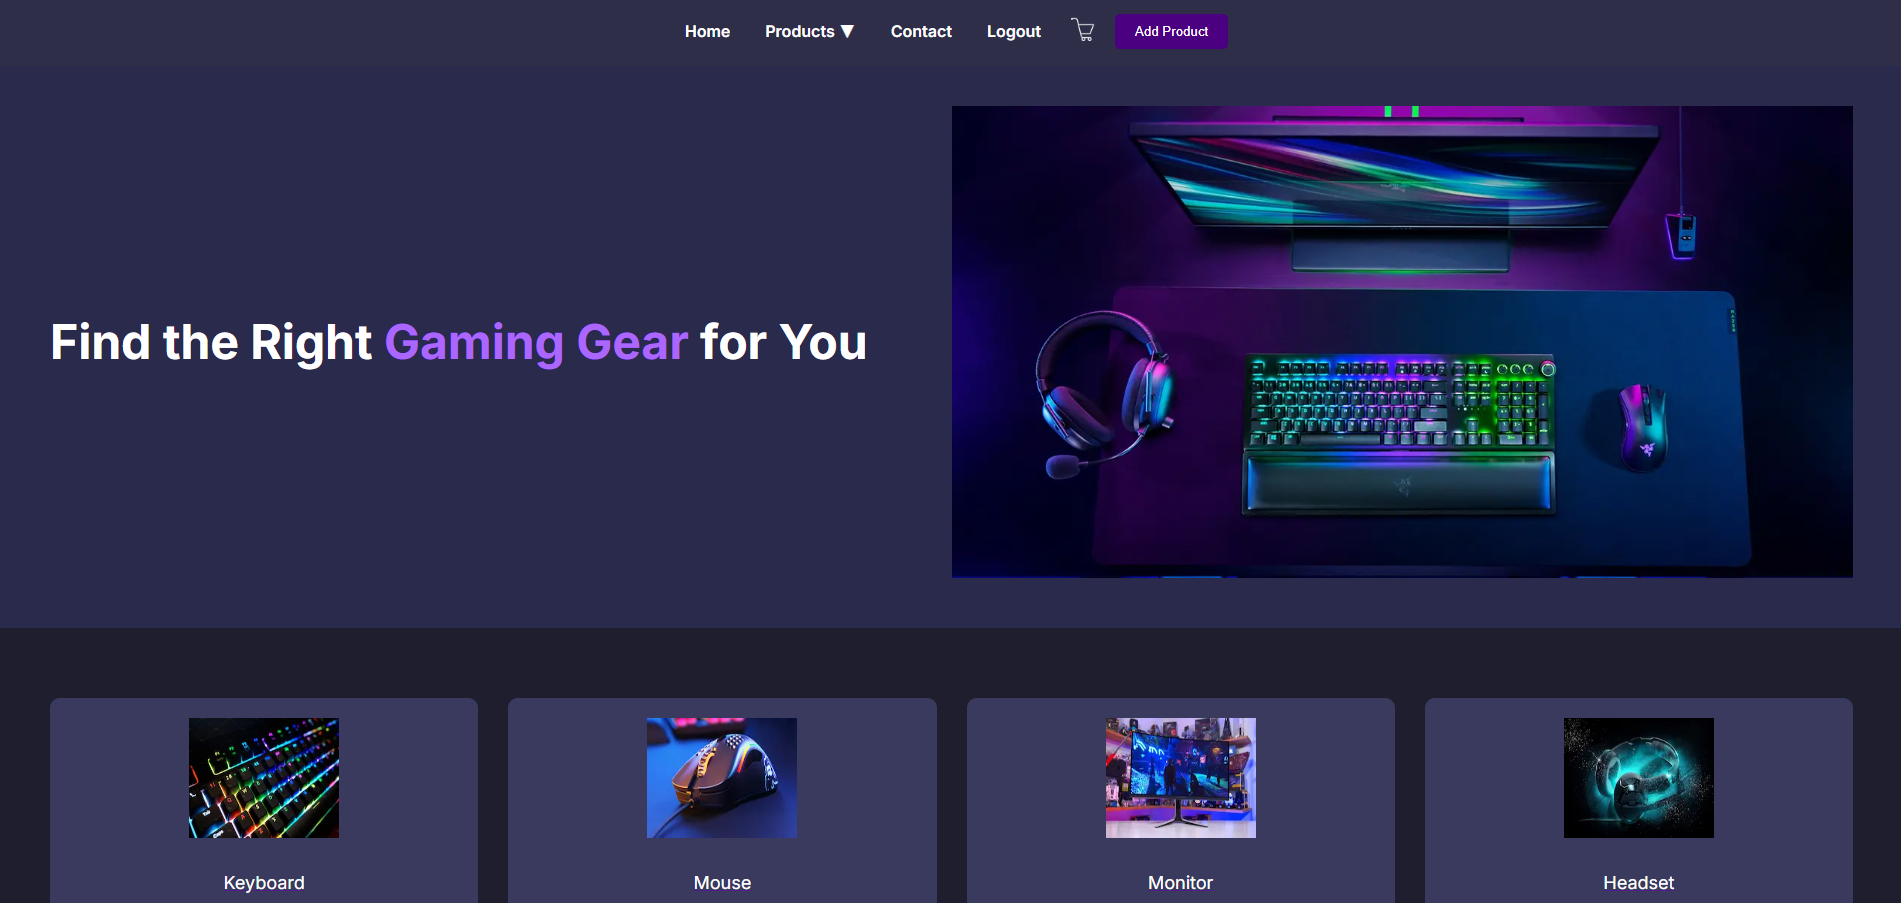 Home Products ▼ Contact Logout Add Product
Find the Right Gaming Gear for You
Keyboard Mouse Monitor Headset